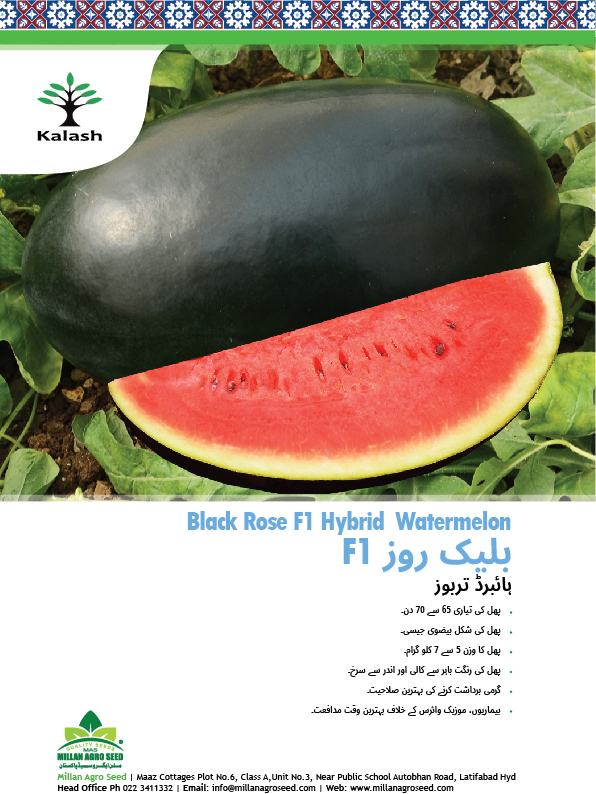 Kalash
Black Rose F1 Hybrid Watermelon
بلیک روز F1
ہائبرڈ تربوز
پھل کی تیاری 65 سے 70 دن۔
پھل کی شکل بیضوی جیسی۔
پھل کا وزن 5 سے 7 کلو گرام۔
پھل کی رنگت باہر سے کالی اور اندر سے سرخ۔
گرمی برداشت کرنے کی بہترین صلاحیت۔
بیماریوں، موزیک وائرس کے خلاف بہترین وقت مدافعت۔
QUALITY SEEDS
MAS
MILLAN AGRO SEED
Millan Agro Seed | Maaz Cottages Plot No.6, Class A,Unit No.3, Near Public School Autobhan Road, Latifabad Hyd
Head Office Ph 022 3411332 | Email: info@millanagroseed.com | Web: www.millanagroseed.com